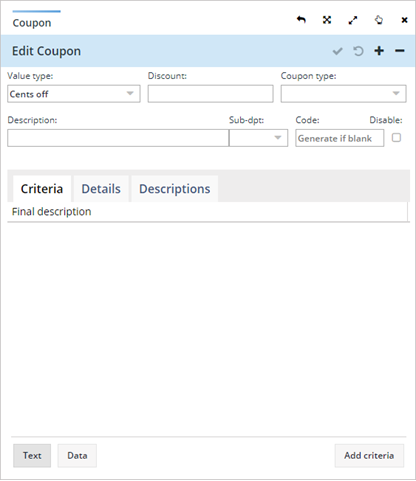 Coupon
Edit Coupon
Value type: Discount: Coupon type:
Cents off
Description: Sub-dpt: Code: Disable:
Generate if blank
Criteria Details Descriptions
Final description
Text Data Add criteria